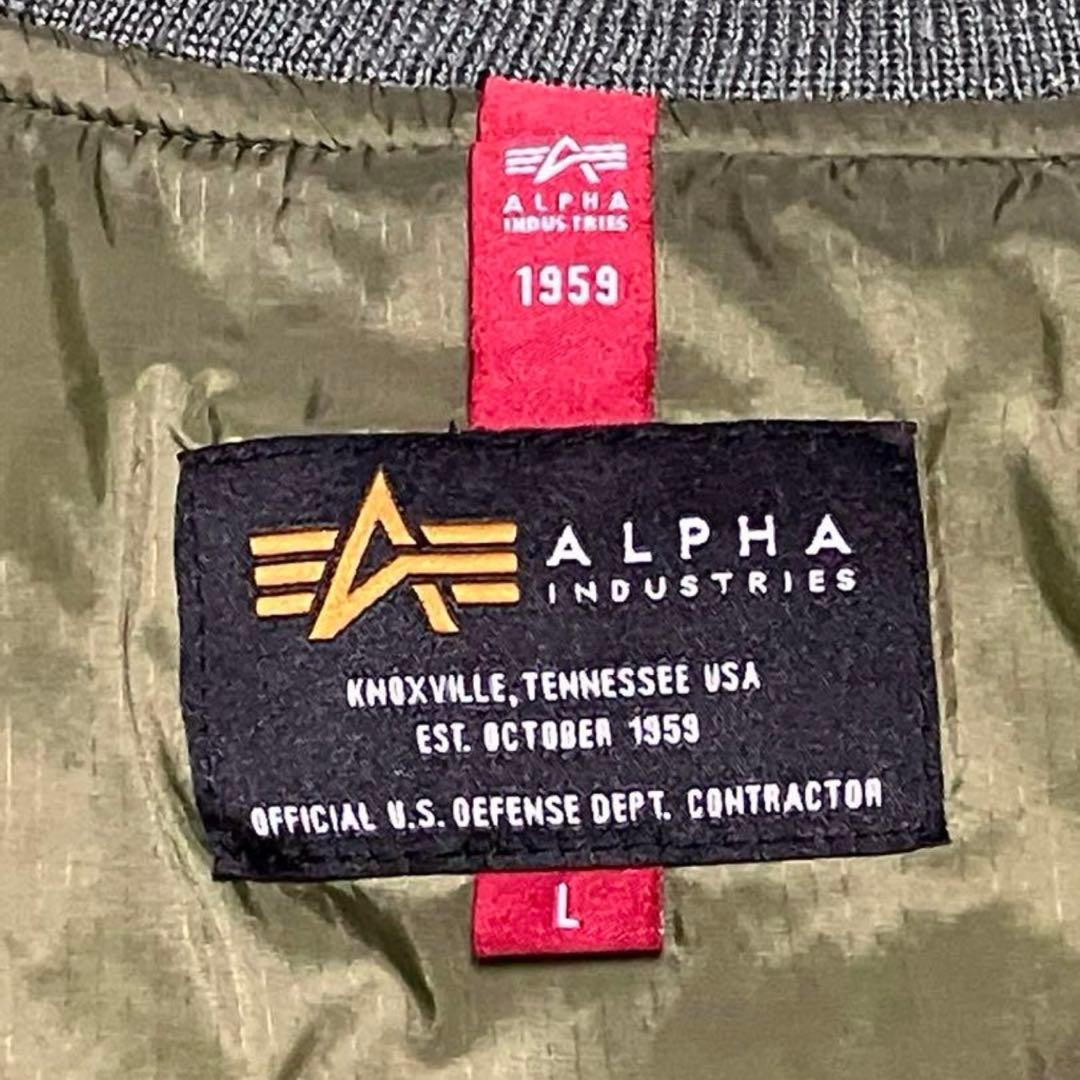 ALPHA
INDUSTRIES
1959
ALPHA
INDUSTRIES
KNOXVILLE, TENNESSEE USA
EST. OCTOBER 1959
OFFICIAL U.S. DEFENSE DEPT. CONTRACTOR
L